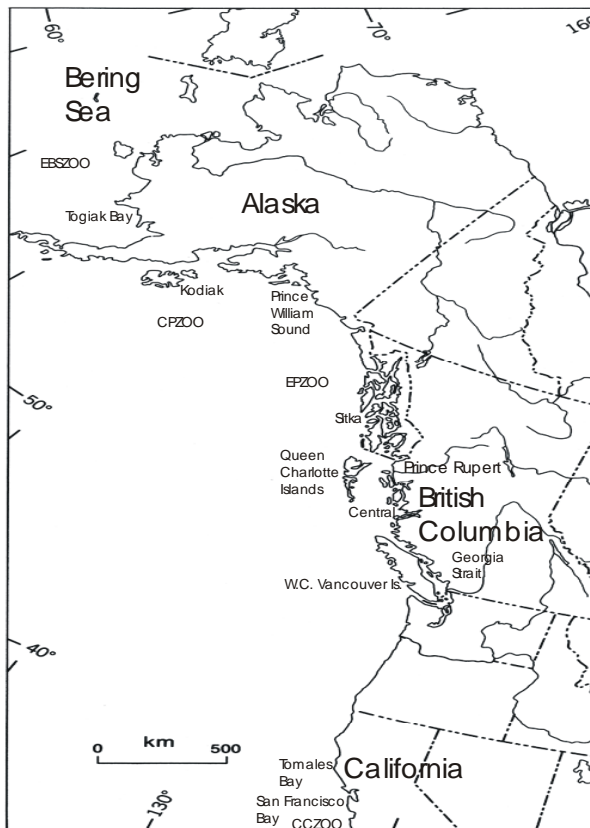 60°
70°
160
Bering
Sea
EBSZOO
Togiak Bay
Alaska
Kodiak
CPZOO
Prince
William
Sound
EPZOO
50°
Sitka
Queen
Charlotte
Islands
Prince Rupert
Central
British
Columbia
Georgia
Strait
W.C. Vancouver Is.
40°
km
0 500
Tomales
Bay
California
San Francisco
Bay
CCZOO
130°